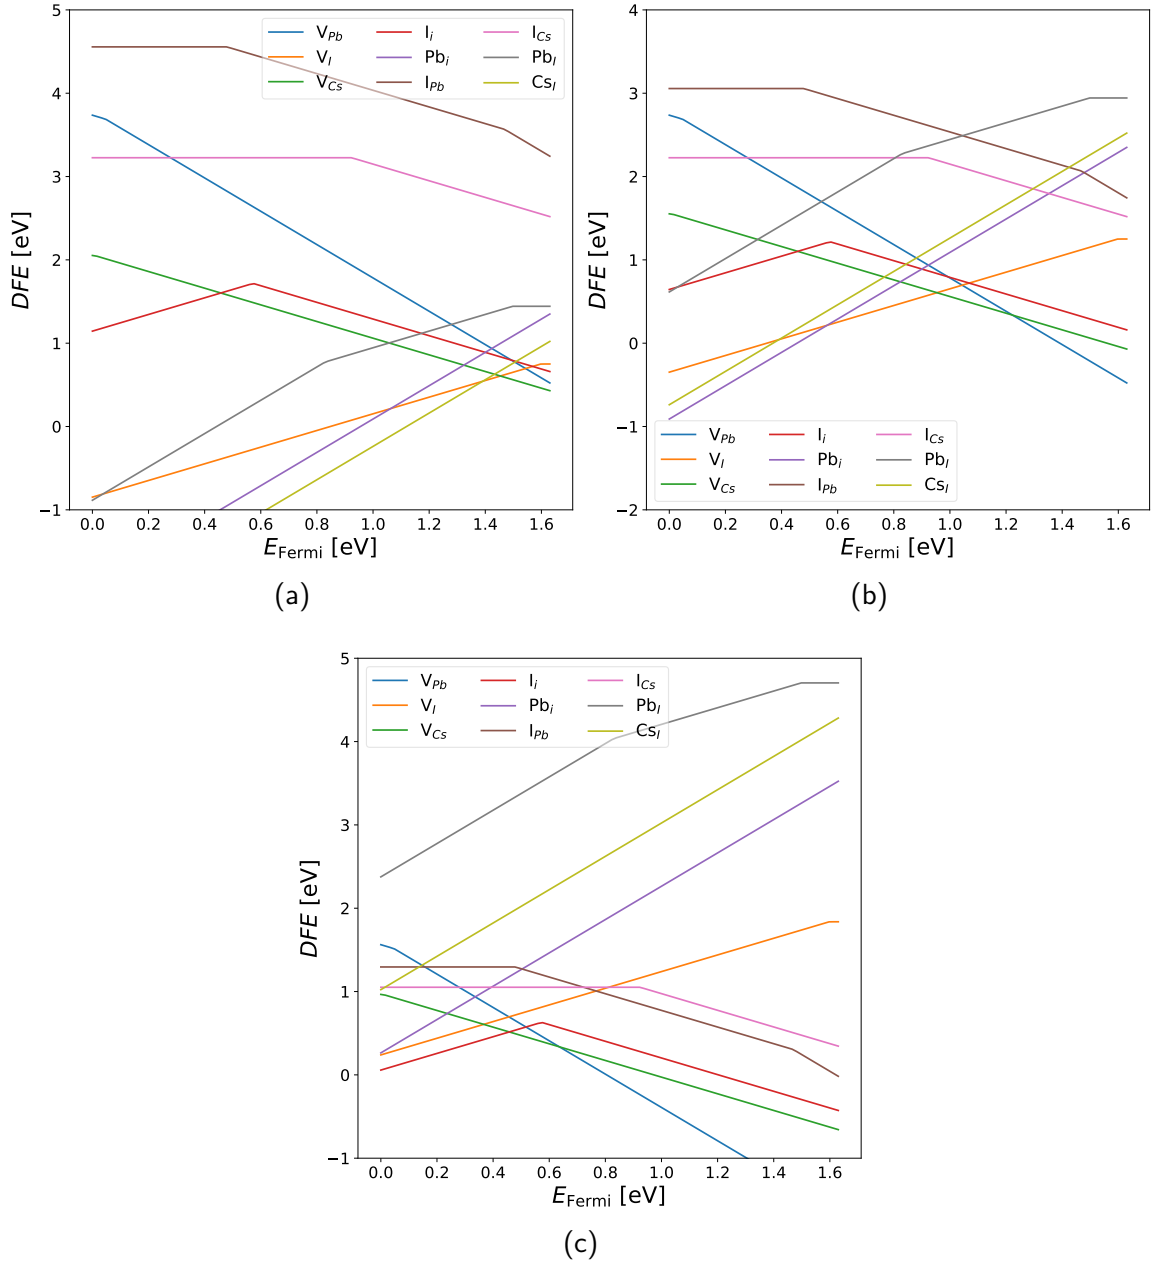 5
4
3
2
1
0
−1
DFE [eV]
V_Pb I_i I_Cs
V_I Pb_i Pb_I
V_Cs I_Pb Cs_I
0.0 0.2 0.4 0.6 0.8 1.0 1.2 1.4 1.6
E_Fermi [eV]
(a)
4
3
2
1
0
−1
−2
DFE [eV]
V_Pb I_i I_Cs
V_I Pb_i Pb_I
V_Cs I_Pb Cs_I
0.0 0.2 0.4 0.6 0.8 1.0 1.2 1.4 1.6
E_Fermi [eV]
(b)
5
4
3
2
1
0
−1
DFE [eV]
V_Pb I_i I_Cs
V_I Pb_i Pb_I
V_Cs I_Pb Cs_I
0.0 0.2 0.4 0.6 0.8 1.0 1.2 1.4 1.6
E_Fermi [eV]
(c)